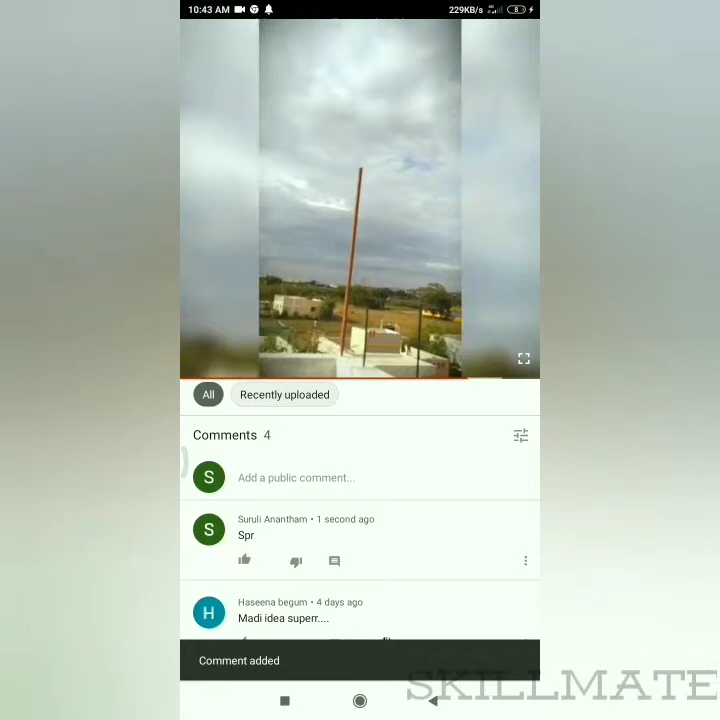 10:43 AM
229KB/s
8
All
Recently uploaded
Comments 4
S
Add a public comment...
S
Suruli Anantham • 1 second ago
Spr
H
Haseena begum • 4 days ago
Madi idea superr....
Comment added
SKILLMATE